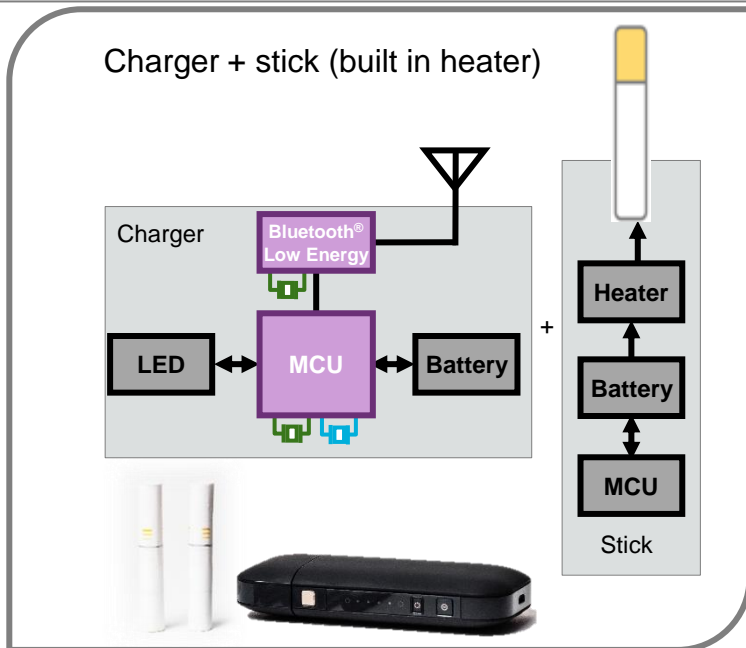 Charger + stick (built in heater)
Charger
Bluetooth®
Low Energy
LED
MCU
Battery
+
Heater
Battery
MCU
Stick